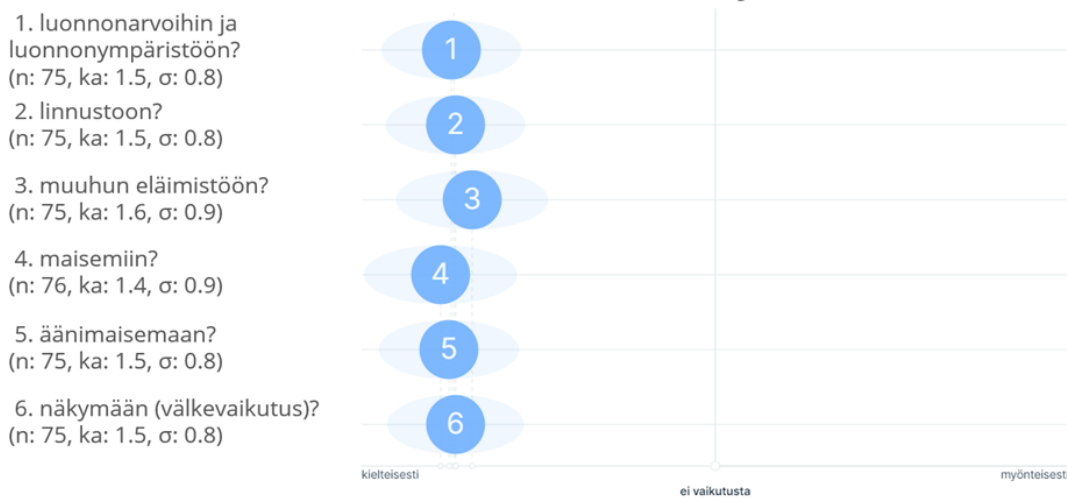 1. luonnonarvoihin ja
luonnonympäristöön?
(n: 75, ka: 1.5, σ: 0.8)
2. linnustoon?
(n: 75, ka: 1.5, σ: 0.8)
3. muuhun eläimistöön?
(n: 75, ka: 1.6, σ: 0.9)
4. maisemiin?
(n: 76, ka: 1.4, σ: 0.9)
5. äänimaisemaan?
(n: 75, ka: 1.5, σ: 0.8)
6. näkymään (välkevaikutus)?
(n: 75, ka: 1.5, σ: 0.8)
1
2
3
4
5
6
kielteisesti
ei vaikutusta
myönteisesti